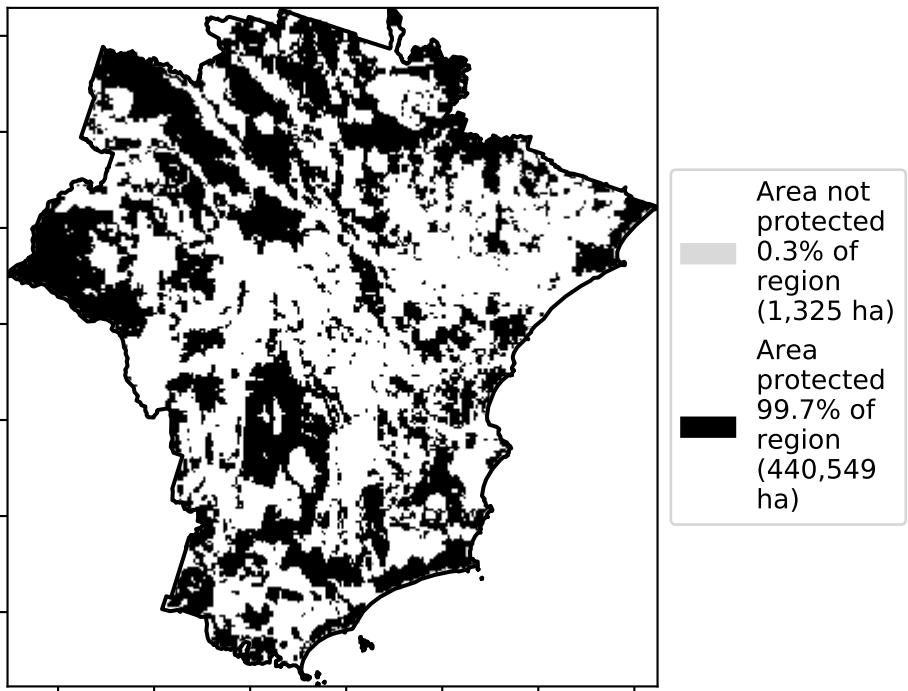 Area not
protected
0.3% of
region
(1,325 ha)
Area
protected
99.7% of
region
(440,549
ha)